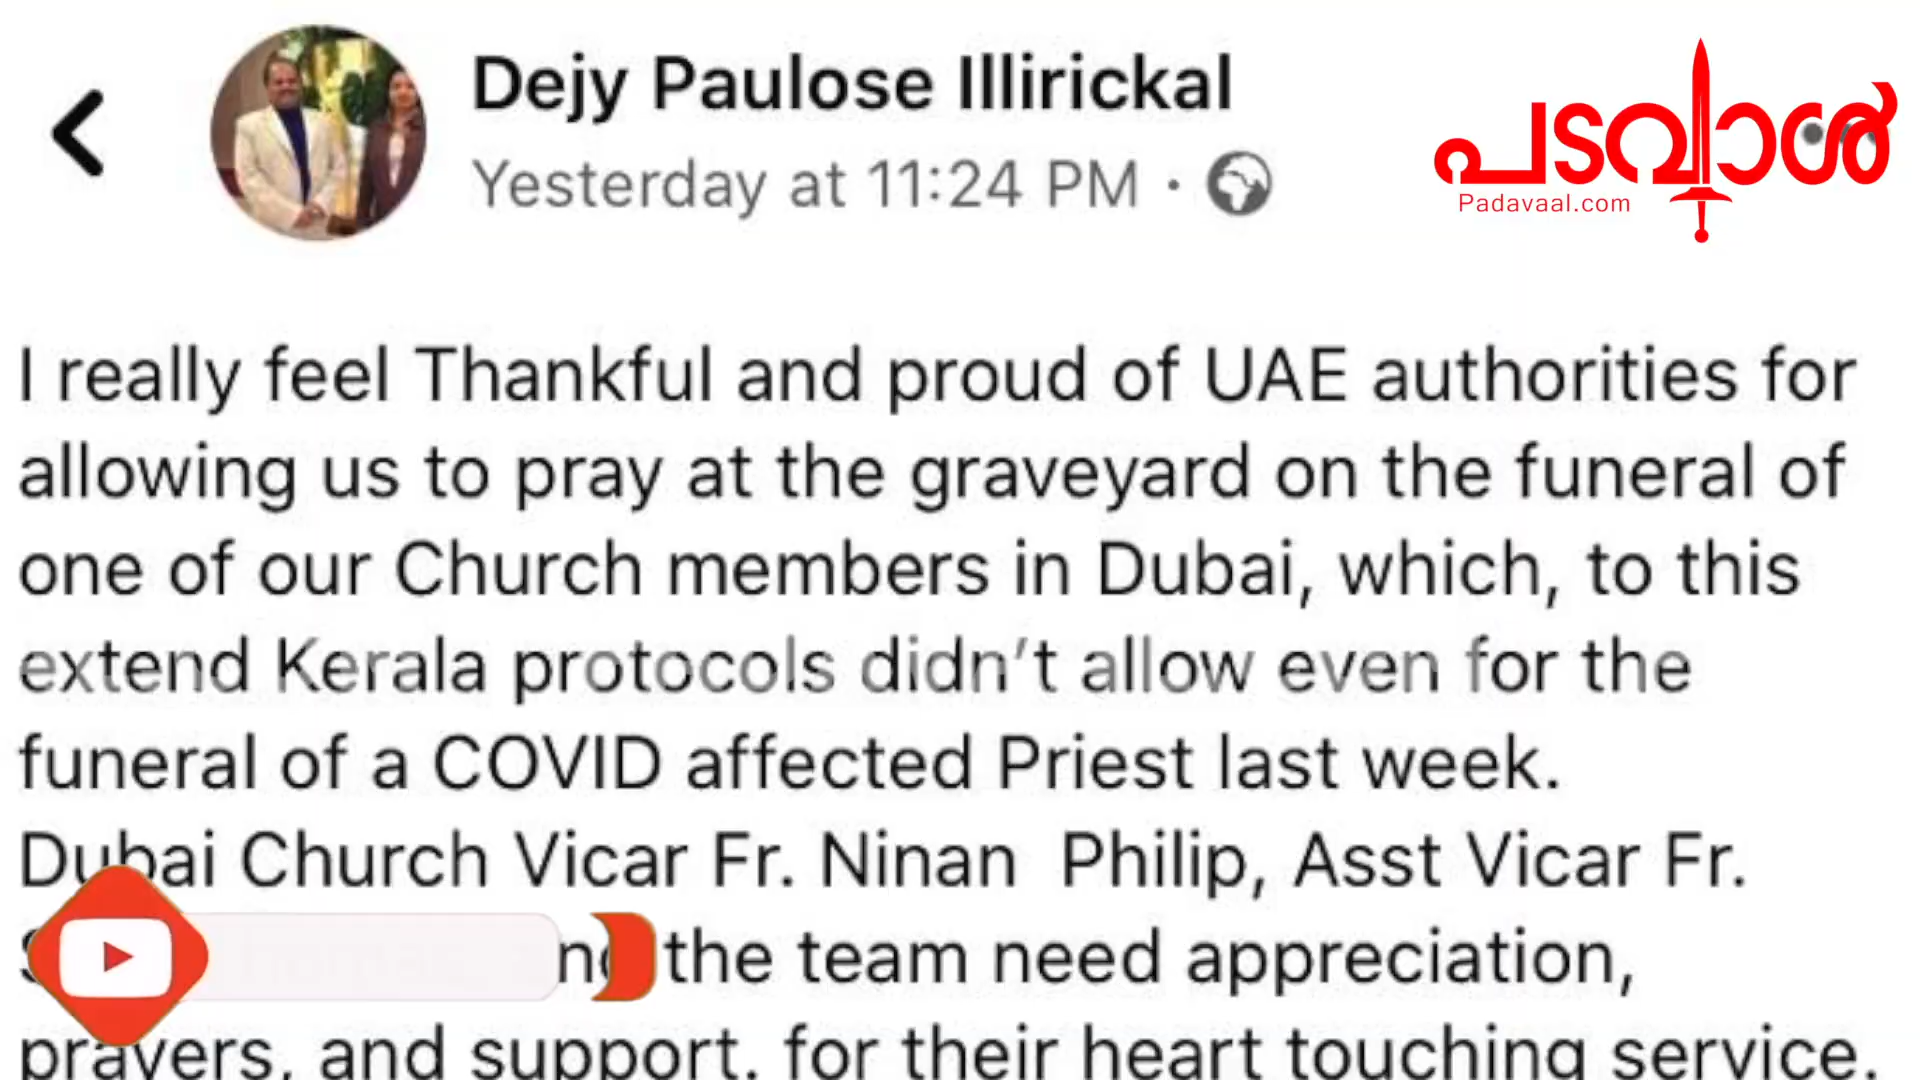 Dejy Paulose Illirickal
Yesterday at 11:24 PM ·
പടവാൾ
Padavaal.com
I really feel Thankful and proud of UAE authorities for
allowing us to pray at the graveyard on the funeral of
one of our Church members in Dubai, which, to this
extend Kerala protocols didn't allow even for the
funeral of a COVID affected Priest last week.
Dubai Church Vicar Fr. Ninan Philip, Asst Vicar Fr.
the team need appreciation,
prayers, and support, for their heart touching service.